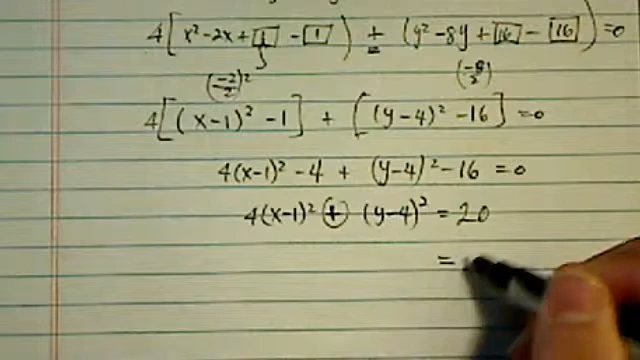 4[ x² - 2x + 1 - 1 ) + (y² - 8y + 16 - 16 ) = 0
(-2/2)² (-8/2)
4[ (x-1)² - 1 ] + [ (y-4)² - 16 ] = 0
4(x-1)² - 4 + (y-4)² - 16 = 0
4(x-1)² + (y-4)² = 20
=